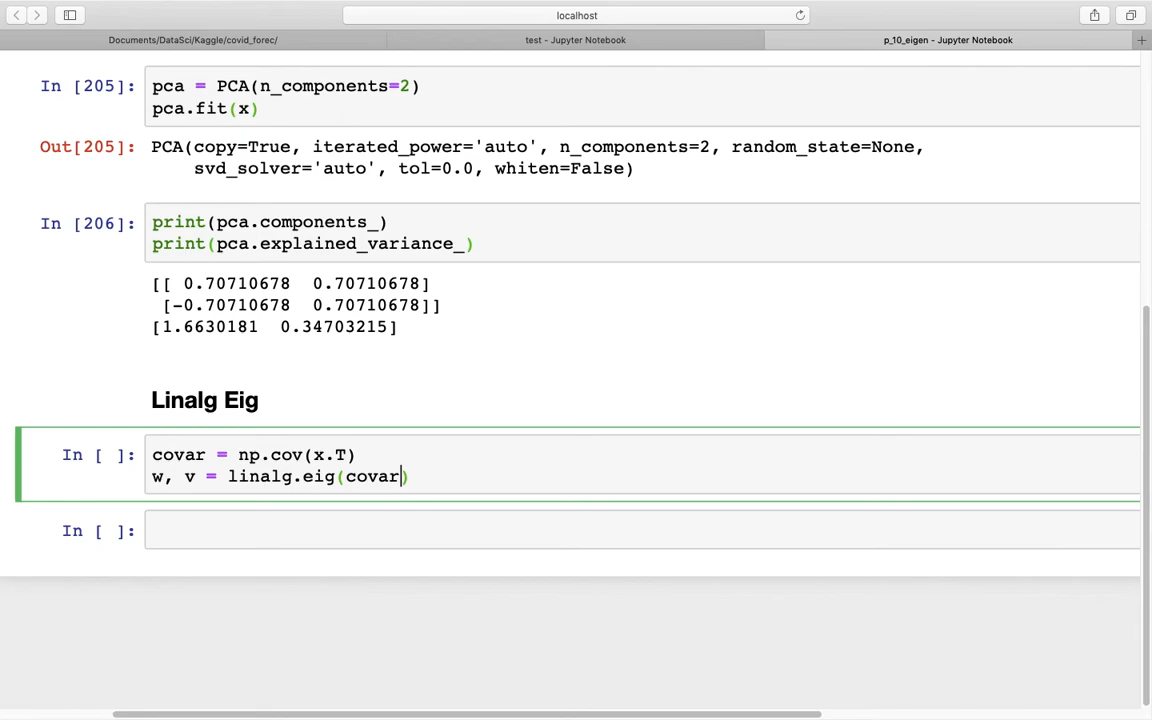 localhost
Documents/DataSci/Kaggle/covid_forec/
test - Jupyter Notebook
p_10_eigen - Jupyter Notebook
In [205]: pca = PCA(n_components=2)
pca.fit(x)
Out[205]: PCA(copy=True, iterated_power='auto', n_components=2, random_state=None,
svd_solver='auto', tol=0.0, whiten=False)
In [206]: print(pca.components_)
print(pca.explained_variance_)
[[ 0.70710678  0.70710678]
[-0.70710678  0.70710678]]
[1.6630181  0.34703215]
Linalg Eig
In [ ]: covar = np.cov(x.T)
w, v = linalg.eig(covar)
In [ ]: